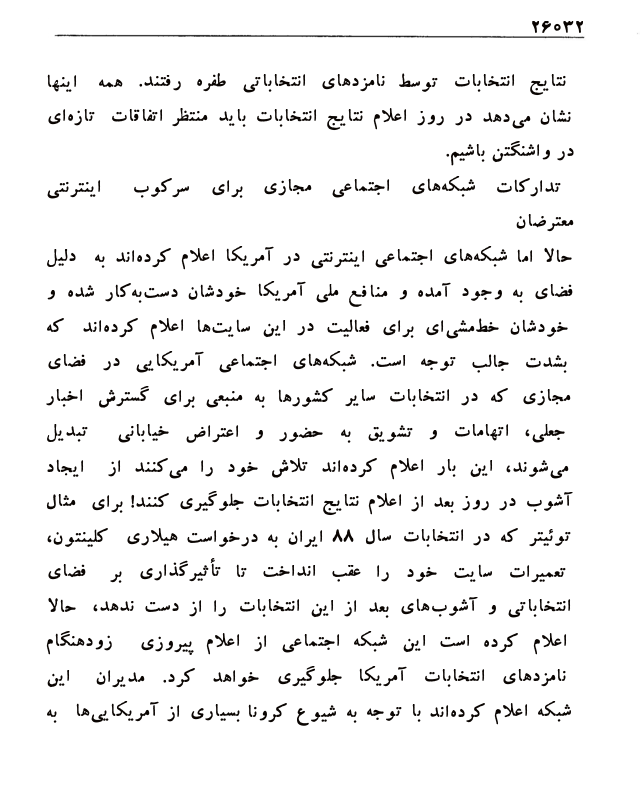 ۲۶۰۳۲
نتایج انتخابات توسط نامزدهای انتخاباتی طفره رفتند. همه اینها
نشان می‌دهد در روز اعلام نتایج انتخابات باید منتظر اتفاقات تازه‌ای
در واشنگتن باشیم.
تدارکات شبکه‌های اجتماعی مجازی برای سرکوب اینترنتی
معترضان
حالا اما شبکه‌های اجتماعی اینترنتی در آمریکا اعلام کرده‌اند به دلیل
فضای به وجود آمده و منافع ملی آمریکا خودشان دست‌به‌کار شده و
خودشان خط‌مشی‌ای برای فعالیت در این سایت‌ها اعلام کرده‌اند که
بشدت جالب توجه است. شبکه‌های اجتماعی آمریکایی در فضای
مجازی که در انتخابات سایر کشورها به منبعی برای گسترش اخبار
جعلی، اتهامات و تشویق به حضور و اعتراض خیابانی تبدیل
می‌شوند، این بار اعلام کرده‌اند تلاش خود را می‌کنند از ایجاد
آشوب در روز بعد از اعلام نتایج انتخابات جلوگیری کنند! برای مثال
توئیتر که در انتخابات سال ۸۸ ایران به درخواست هیلاری کلینتون،
تعمیرات سایت خود را عقب انداخت تا تأثیرگذاری بر فضای
انتخاباتی و آشوب‌های بعد از این انتخابات را از دست ندهد، حالا
اعلام کرده است این شبکه اجتماعی از اعلام پیروزی زودهنگام
نامزدهای انتخابات آمریکا جلوگیری خواهد کرد. مدیران این
شبکه اعلام کرده‌اند با توجه به شیوع کرونا بسیاری از آمریکایی‌ها به